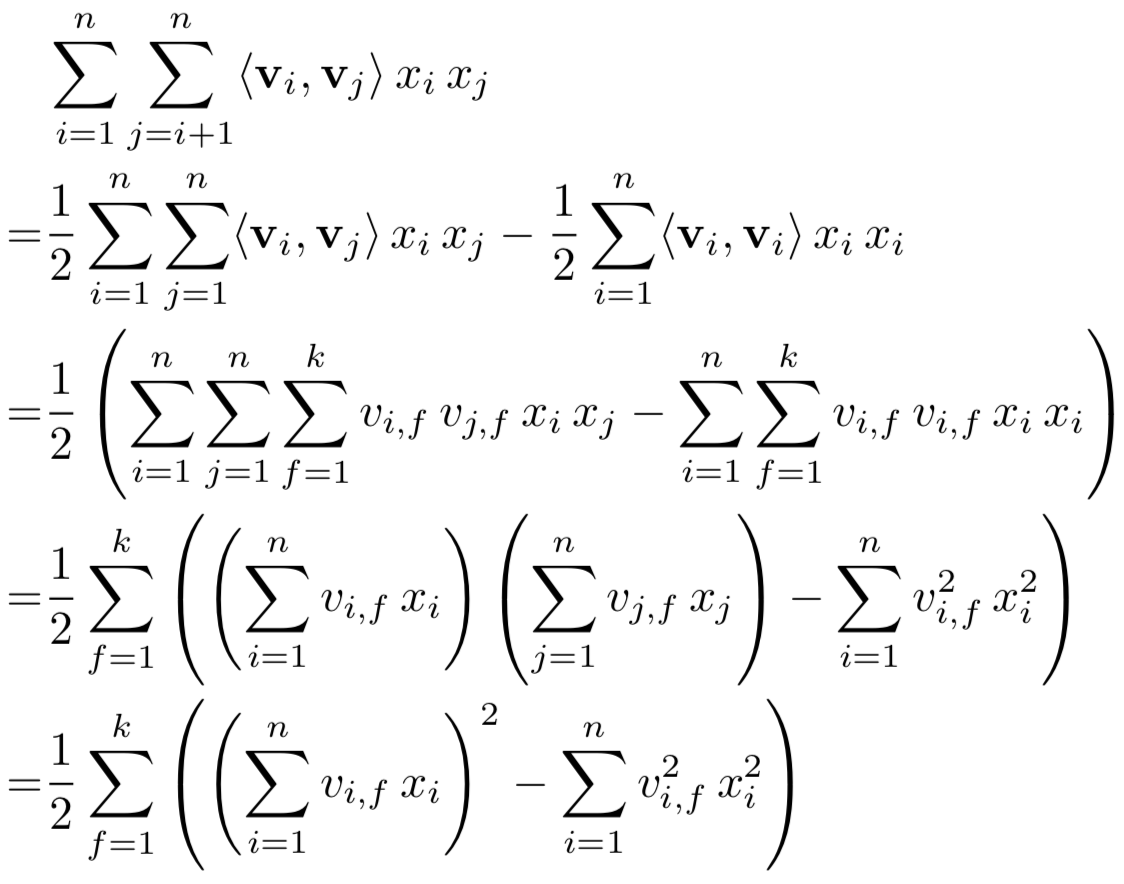 $\sum_{i=1}^{n} \sum_{j=i+1}^{n} \langle \mathbf{v}_i, \mathbf{v}_j \rangle \, x_i \, x_j$
$= \frac{1}{2} \sum_{i=1}^{n} \sum_{j=1}^{n} \langle \mathbf{v}_i, \mathbf{v}_j \rangle \, x_i \, x_j - \frac{1}{2} \sum_{i=1}^{n} \langle \mathbf{v}_i, \mathbf{v}_i \rangle \, x_i \, x_i$
$= \frac{1}{2} \left( \sum_{i=1}^{n} \sum_{j=1}^{n} \sum_{f=1}^{k} v_{i,f} \, v_{j,f} \, x_i \, x_j - \sum_{i=1}^{n} \sum_{f=1}^{k} v_{i,f} \, v_{i,f} \, x_i \, x_i \right)$
$= \frac{1}{2} \sum_{f=1}^{k} \left( \left( \sum_{i=1}^{n} v_{i,f} \, x_i \right) \left( \sum_{j=1}^{n} v_{j,f} \, x_j \right) - \sum_{i=1}^{n} v_{i,f}^2 \, x_i^2 \right)$
$= \frac{1}{2} \sum_{f=1}^{k} \left( \left( \sum_{i=1}^{n} v_{i,f} \, x_i \right)^2 - \sum_{i=1}^{n} v_{i,f}^2 \, x_i^2 \right)$